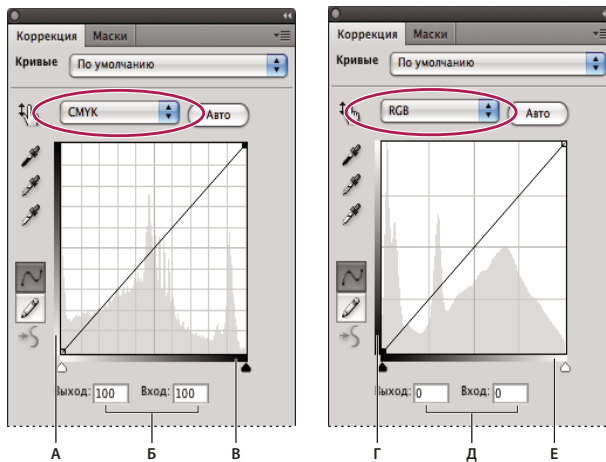 Коррекция Маски
Кривые По умолчанию
CMYK Авто
Выход: 100 Вход: 100
А Б В
Коррекция Маски
Кривые По умолчанию
RGB Авто
Выход: 0 Вход: 0
Г Д Е